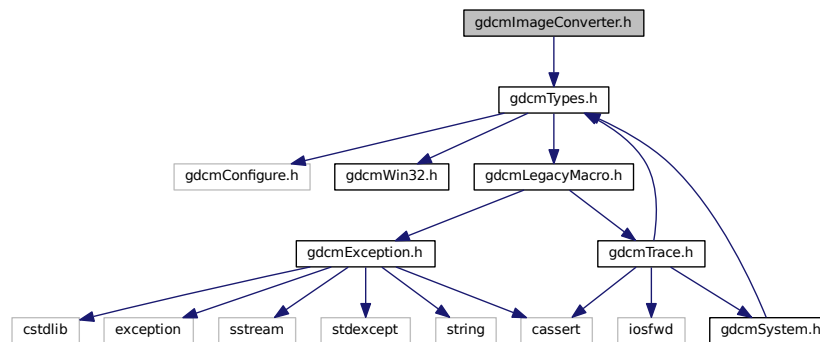 gdcmImageConverter.h
gdcmTypes.h
gdcmConfigure.h
gdcmWin32.h
gdcmLegacyMacro.h
gdcmException.h
gdcmTrace.h
cstdlib
exception
sstream
stdexcept
string
cassert
iosfwd
gdcmSystem.h